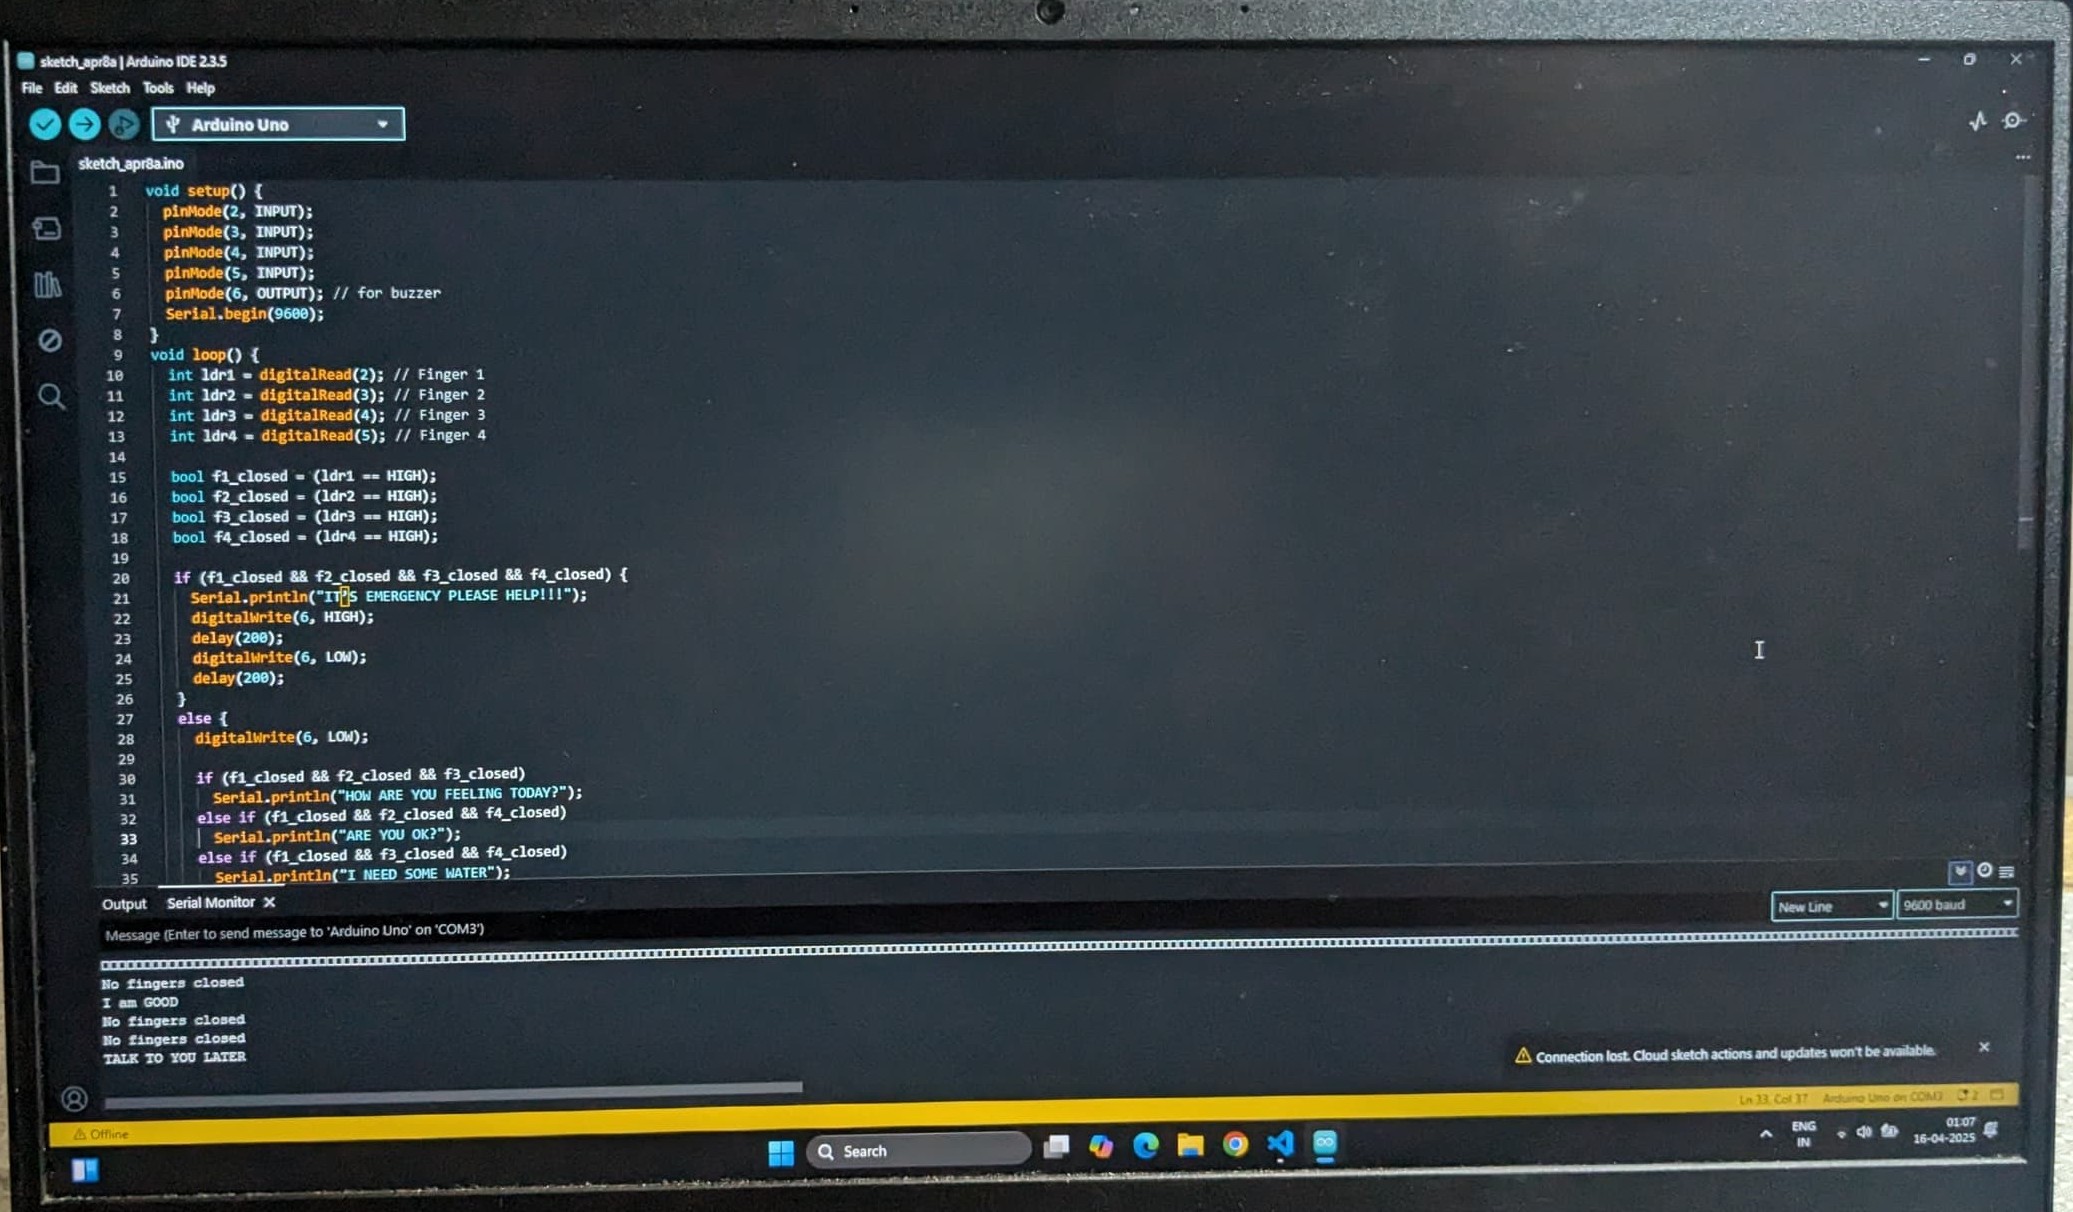 sketch_apr8a | Arduino IDE 2.3.5
File Edit Sketch Tools Help
Arduino Uno
sketch_apr8a.ino
1 void setup() {
2 pinMode(2, INPUT);
3 pinMode(3, INPUT);
4 pinMode(4, INPUT);
5 pinMode(5, INPUT);
6 pinMode(6, OUTPUT); // for buzzer
7 Serial.begin(9600);
8 }
9 void loop() {
10 int ldr1 = digitalRead(2); // Finger 1
11 int ldr2 = digitalRead(3); // Finger 2
12 int ldr3 = digitalRead(4); // Finger 3
13 int ldr4 = digitalRead(5); // Finger 4
14
15 bool f1_closed = (ldr1 == HIGH);
16 bool f2_closed = (ldr2 == HIGH);
17 bool f3_closed = (ldr3 == HIGH);
18 bool f4_closed = (ldr4 == HIGH);
19
20 if (f1_closed && f2_closed && f3_closed && f4_closed) {
21 Serial.println("IT’S EMERGENCY PLEASE HELP!!!");
22 digitalWrite(6, HIGH);
23 delay(200);
24 digitalWrite(6, LOW);
25 delay(200);
26 }
27 else {
28 digitalWrite(6, LOW);
29
30 if (f1_closed && f2_closed && f3_closed)
31 Serial.println("HOW ARE YOU FEELING TODAY?");
32 else if (f1_closed && f2_closed && f4_closed)
33 Serial.println("ARE YOU OK?");
34 else if (f1_closed && f3_closed && f4_closed)
35 Serial.println("I NEED SOME WATER");
Output Serial Monitor
New Line 9600 baud
Message (Enter to send message to 'Arduino Uno' on 'COM3')
No fingers closed
I am GOOD
No fingers closed
No fingers closed
TALK TO YOU LATER
Connection lost. Cloud sketch actions and updates won't be available.
Ln 33, Col 37 Arduino Uno on COM3 2
Offline
Search
ENG
IN
01:07
16-04-2025